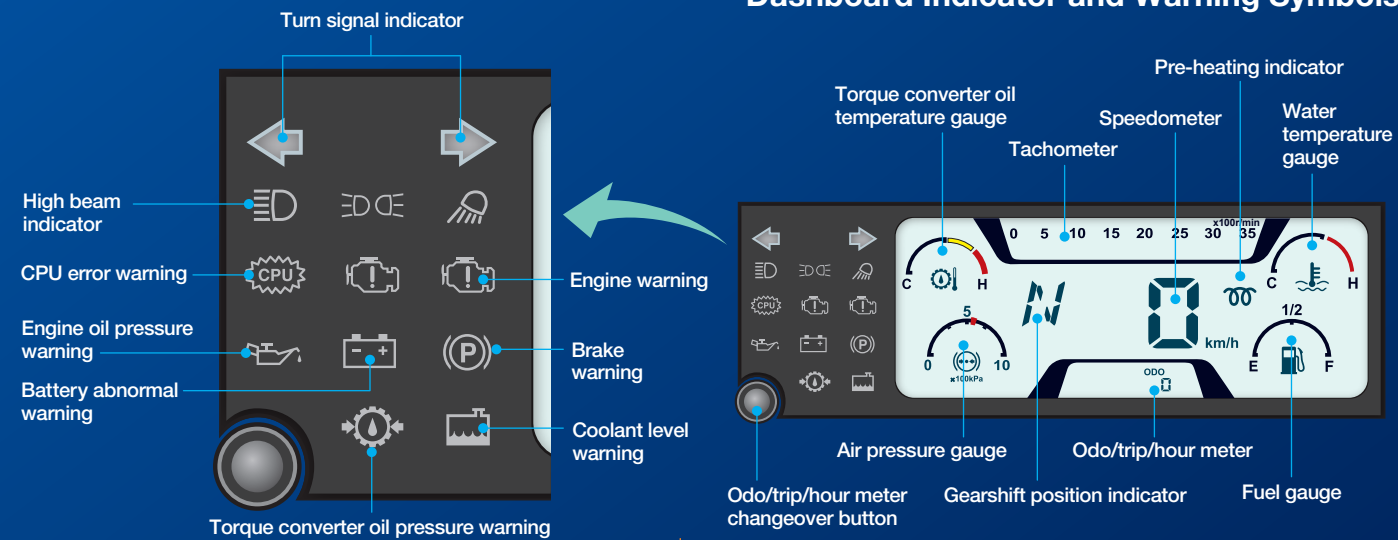 Dashboard Indicator and Warning Symbols
Turn signal indicator
High beam
indicator
CPU error warning
CPU
Engine oil pressure
warning
Battery abnormal
warning
Engine warning
P
Brake
warning
Coolant level
warning
Torque converter oil pressure warning
Pre-heating indicator
Torque converter oil
temperature gauge
Speedometer
Water
temperature
gauge
Tachometer
x100r/min
0 5 10 15 20 25 30 35
C H
C H
CPU
N
0
km/h
5
0 10
x100kPa
1/2
E F
P
ODO
0
Air pressure gauge
Odo/trip/hour meter
Odo/trip/hour meter
changeover button
Gearshift position indicator
Fuel gauge